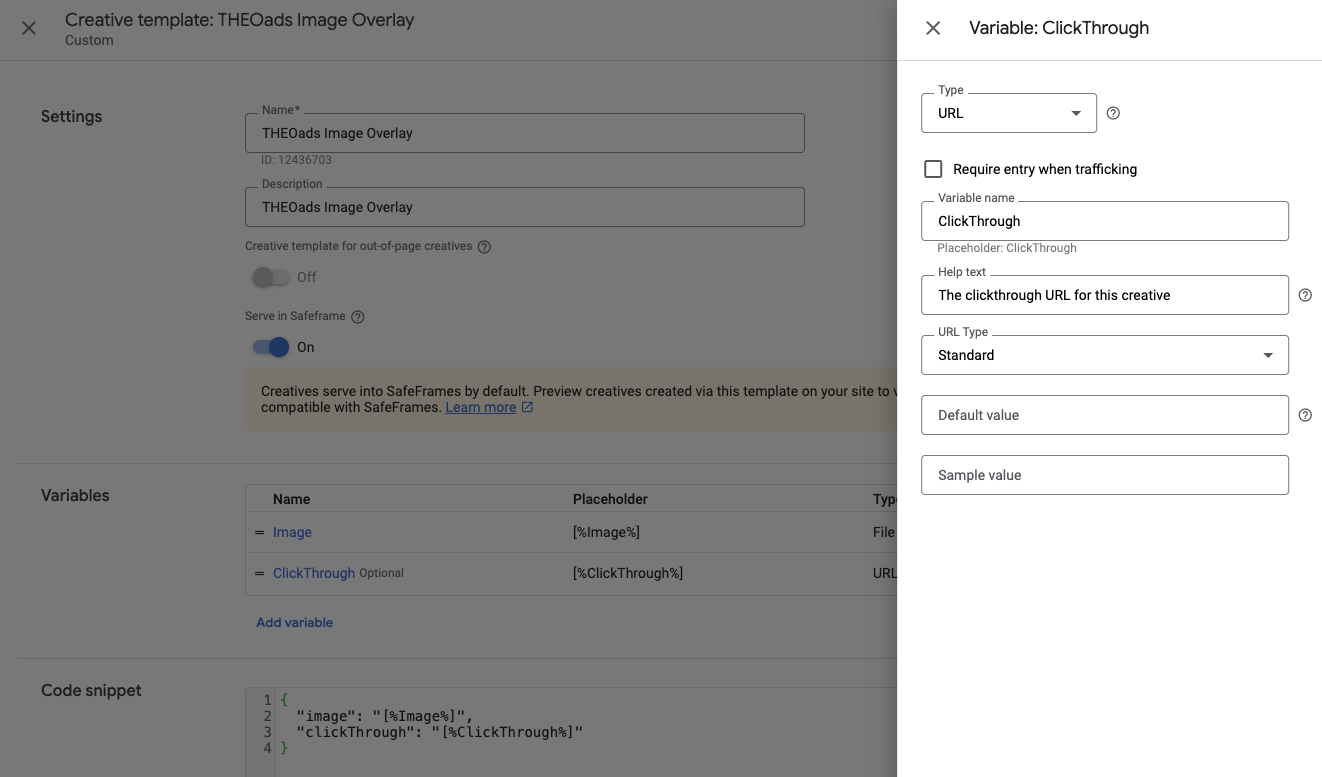 Creative template: THEOads Image Overlay
Custom
Settings
Name*
THEOads Image Overlay
ID: 12436703
Description
THEOads Image Overlay
Creative template for out-of-page creatives
Off
Serve in Safeframe
On
Creatives serve into SafeFrames by default. Preview creatives created via this template on your site to v
compatible with SafeFrames. Learn more
Variables
Name Placeholder Typ
Image [%Image%] File
ClickThrough Optional [%ClickThrough%] URL
Add variable
Code snippet
1 {
2 "image": "[%Image%]",
3 "clickThrough": "[%ClickThrough%]"
4 }
Variable: ClickThrough
Type
URL
Require entry when trafficking
Variable name
ClickThrough
Placeholder: ClickThrough
Help text
The clickthrough URL for this creative
URL Type
Standard
Default value
Sample value